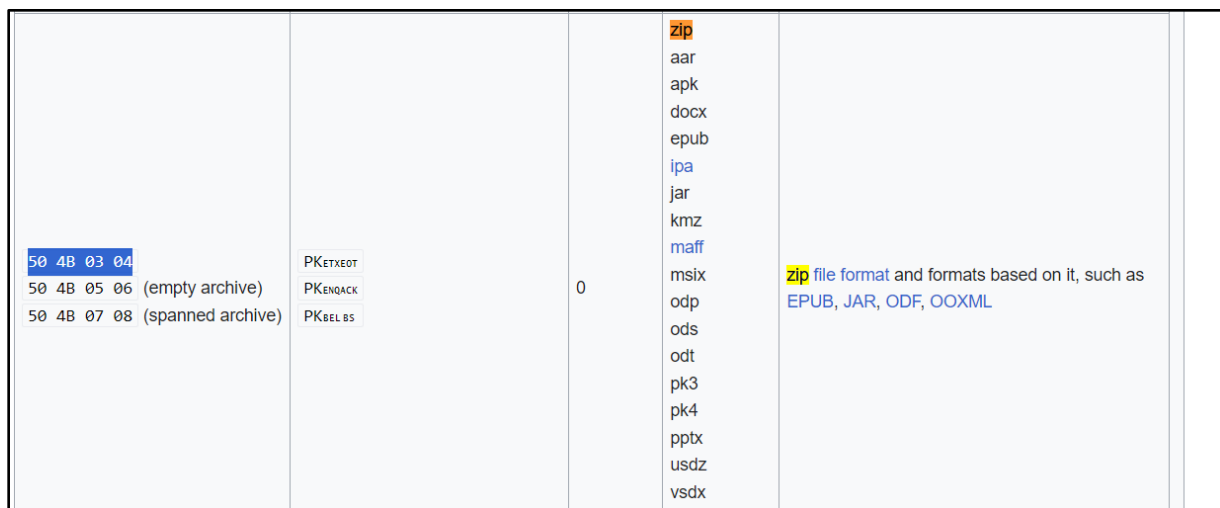 50 4B 03 04
50 4B 05 06 (empty archive)
50 4B 07 08 (spanned archive)
PKETXEOT
PKENQACK
PKBEL BS
0
zip
aar
apk
docx
epub
ipa
jar
kmz
maff
msix
odp
ods
odt
pk3
pk4
pptx
usdz
vsdx
zip file format and formats based on it, such as
EPUB, JAR, ODF, OOXML